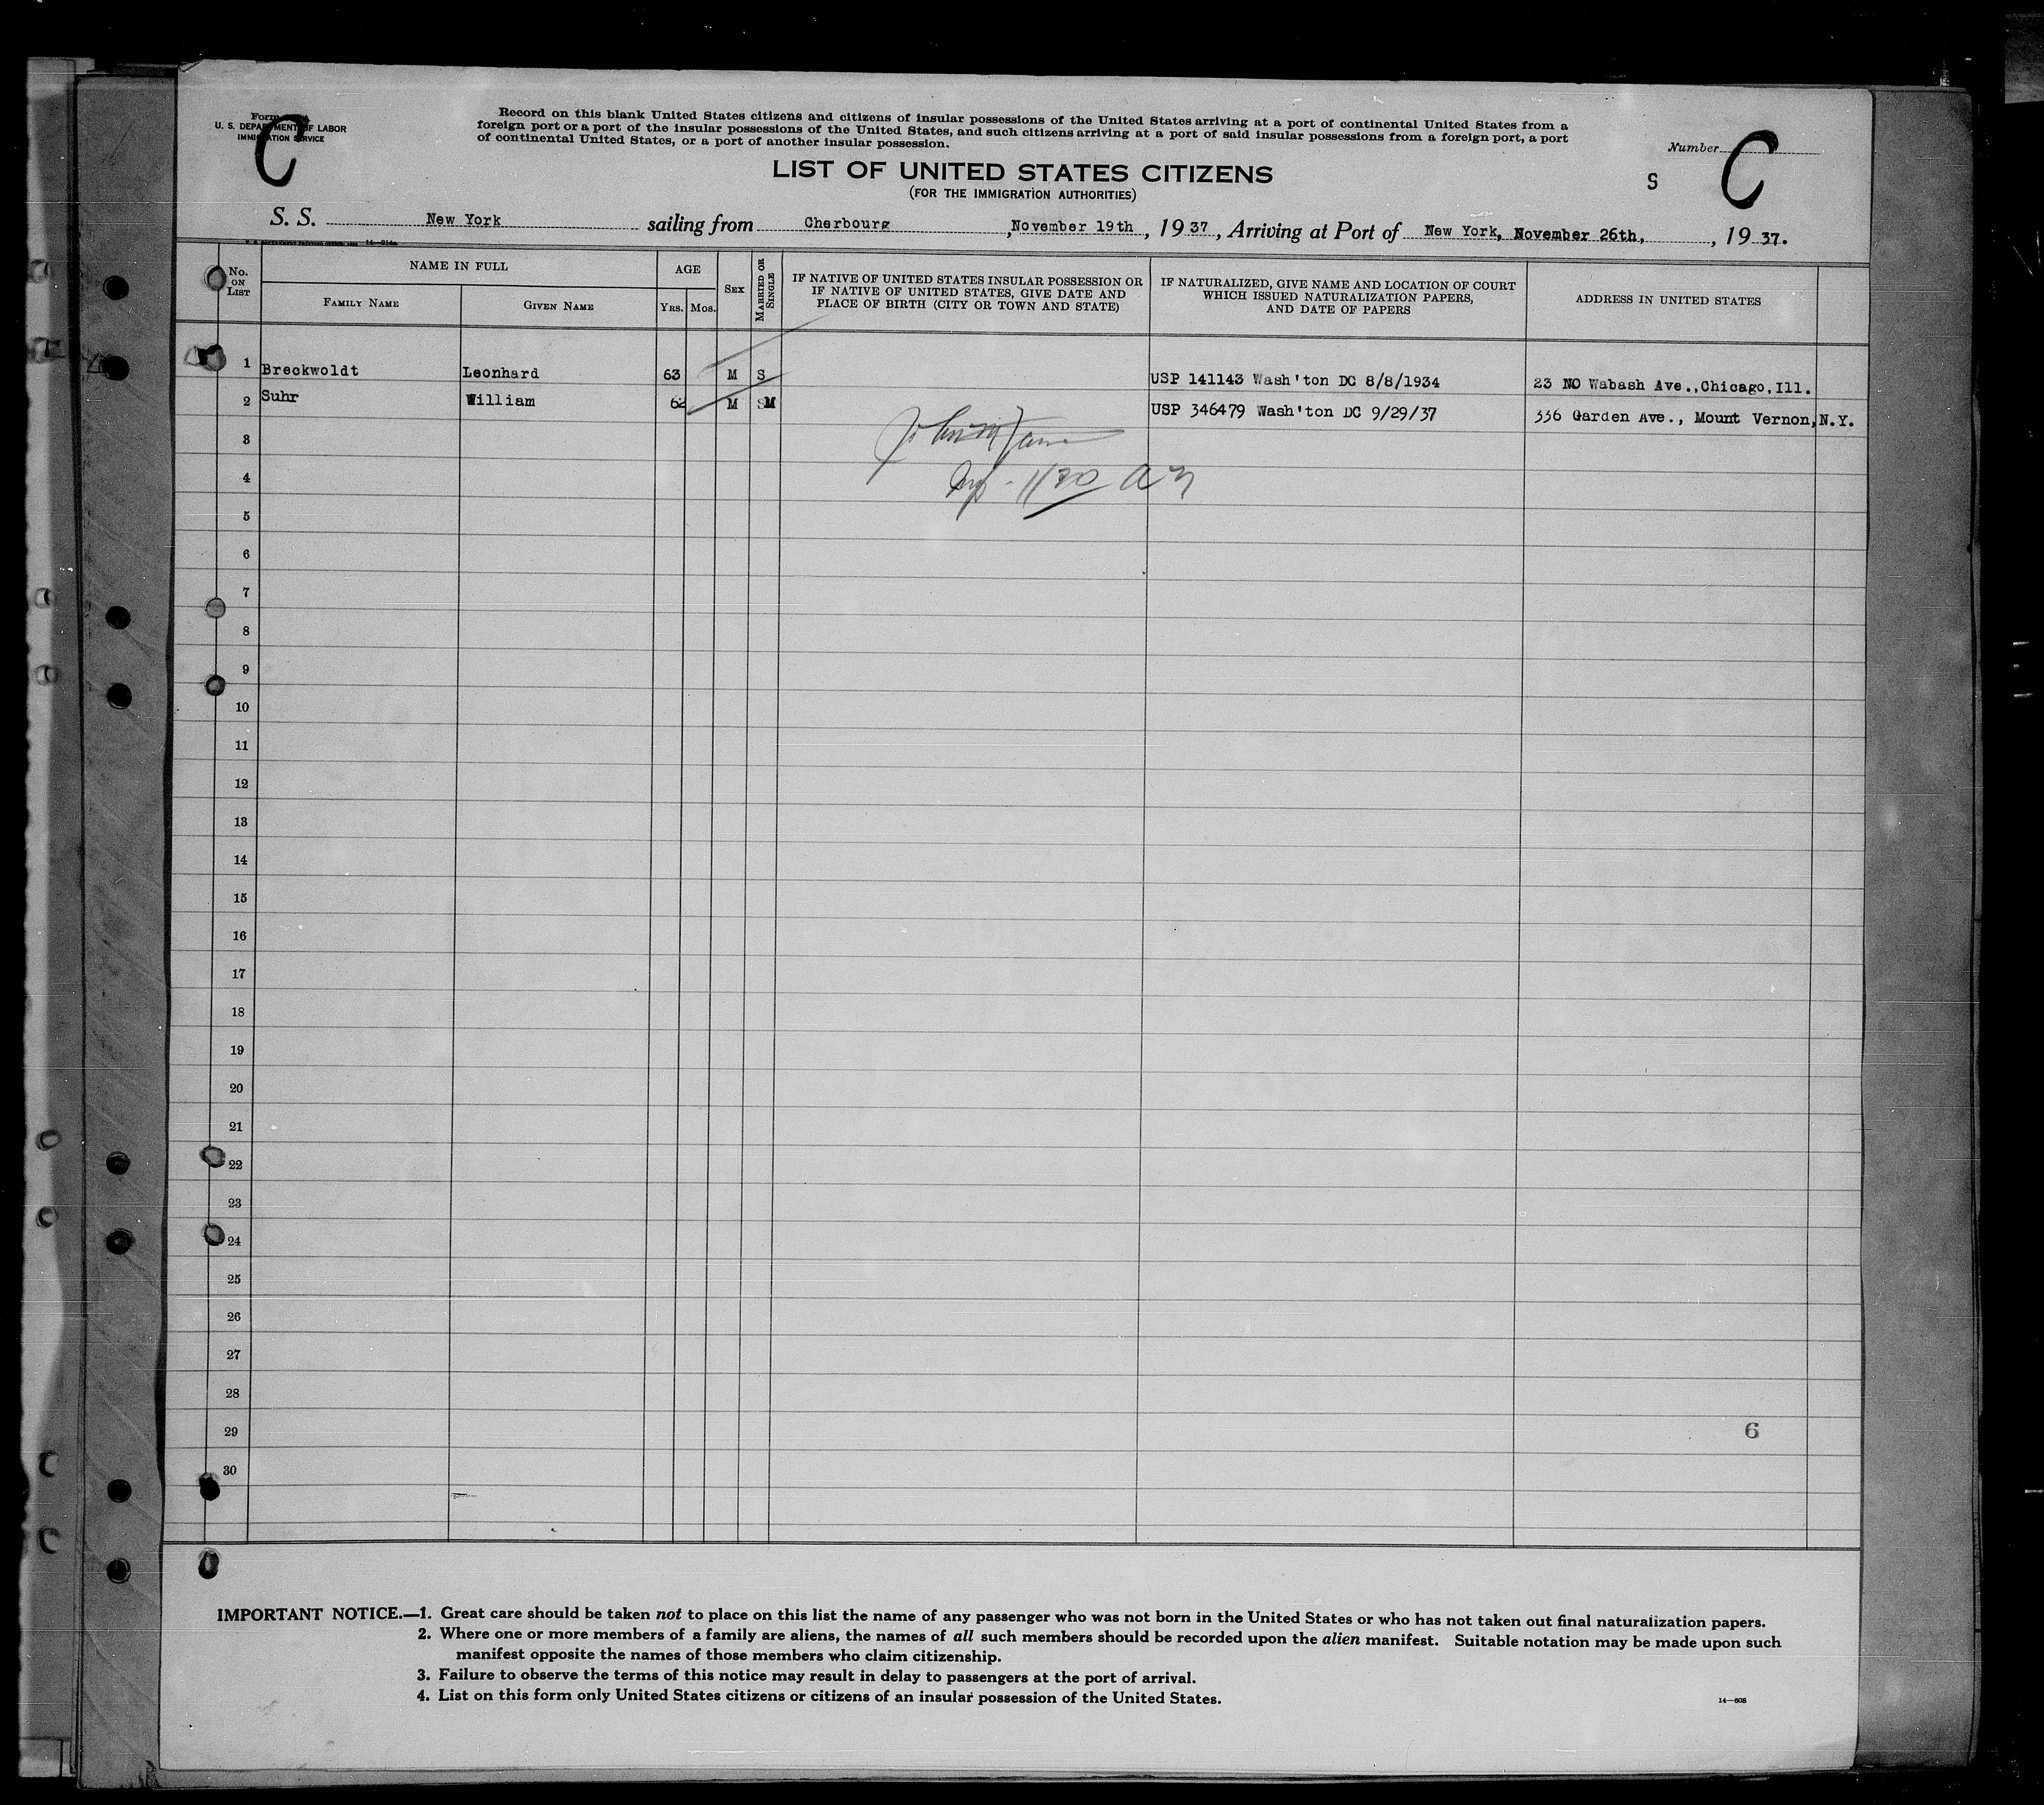 Form
U. S. DEPARTMENT OF LABOR
IMMIGRATION SERVICE
C
Record on this blank United States citizens and citizens of insular possessions of the United States arriving at a port of continental United States from a
foreign port or a port of the insular possessions of the United States, and such citizens arriving at a port of said insular possessions from a foreign port, a port
of continental United States, or a port of another insular possession.
Number
C
LIST OF UNITED STATES CITIZENS
(FOR THE IMMIGRATION AUTHORITIES)
S
S. S. New York sailing from Cherbourg, November 19th, 1937, Arriving at Port of New York, November 26th, , 1937.
No. ON LIST
NAME IN FULL
FAMILY NAME
GIVEN NAME
AGE
YRS. MOS.
SEX
MARRIED OR SINGLE
IF NATIVE OF UNITED STATES INSULAR POSSESSION OR
IF NATIVE OF UNITED STATES, GIVE DATE AND
PLACE OF BIRTH (CITY OR TOWN AND STATE)
IF NATURALIZED, GIVE NAME AND LOCATION OF COURT
WHICH ISSUED NATURALIZATION PAPERS,
AND DATE OF PAPERS
ADDRESS IN UNITED STATES
1 Breckwoldt Leonhard 63 M S USP 141143 Wash'ton DC 8/8/1934 23 NO Wabash Ave.,Chicago,Ill.
2 Suhr William 62 M M USP 346479 Wash'ton DC 9/29/37 336 Garden Ave., Mount Vernon, N.Y.
3
4
5
6
7
8
9
10
11
12
13
14
15
16
17
18
19
20
21
22
23
24
25
26
27
28
29 6
30
IMPORTANT NOTICE.—1. Great care should be taken not to place on this list the name of any passenger who was not born in the United States or who has not taken out final naturalization papers.
2. Where one or more members of a family are aliens, the names of all such members should be recorded upon the alien manifest. Suitable notation may be made upon such
manifest opposite the names of those members who claim citizenship.
3. Failure to observe the terms of this notice may result in delay to passengers at the port of arrival.
4. List on this form only United States citizens or citizens of an insular possession of the United States.
14—608